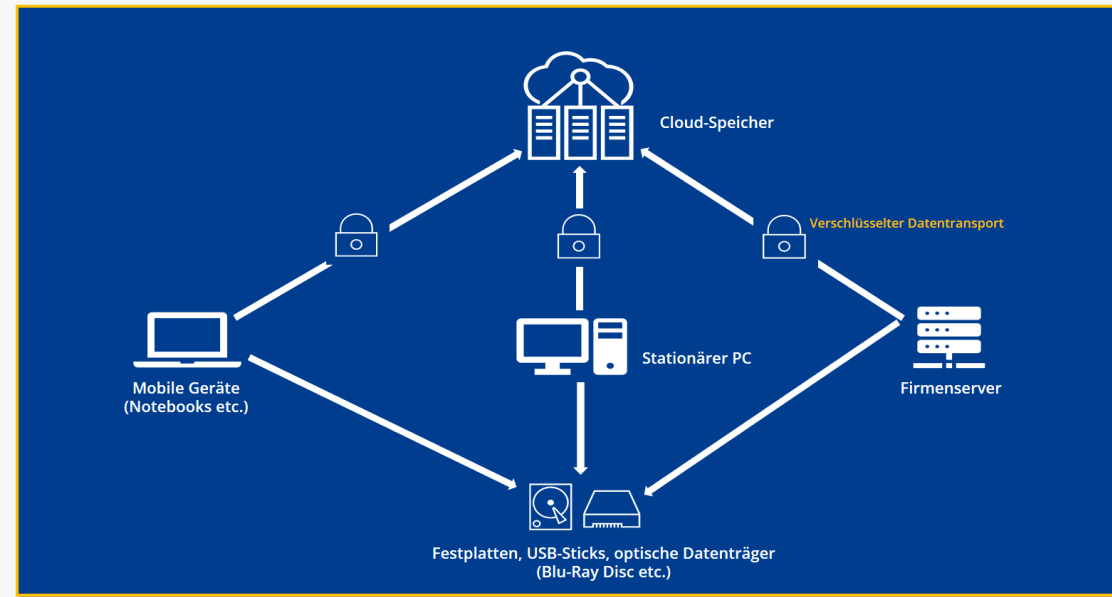 Cloud-Speicher
Verschlüsselter Datentransport
Mobile Geräte
(Notebooks etc.)
Stationärer PC
Firmenserver
Festplatten, USB-Sticks, optische Datenträger
(Blu-Ray Disc etc.)